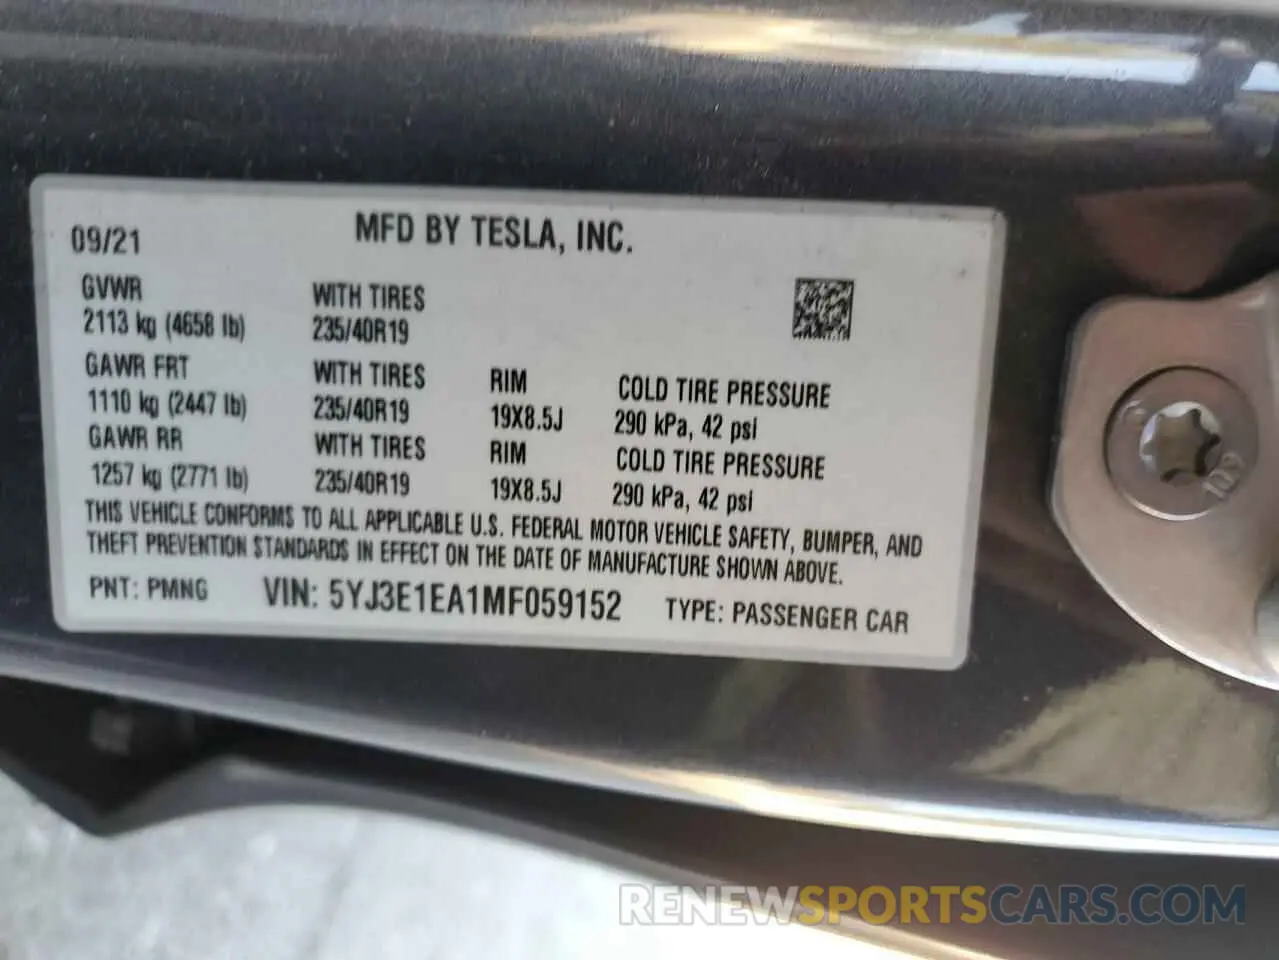 09/21 MFD BY TESLA, INC.
GVWR WITH TIRES
2113 kg (4658 lb) 235/40R19
GAWR FRT WITH TIRES RIM COLD TIRE PRESSURE
1110 kg (2447 lb) 235/40R19 19X8.5J 290 kPa, 42 psi
GAWR RR WITH TIRES RIM COLD TIRE PRESSURE
1257 kg (2771 lb) 235/40R19 19X8.5J 290 kPa, 42 psi
THIS VEHICLE CONFORMS TO ALL APPLICABLE U.S. FEDERAL MOTOR VEHICLE SAFETY, BUMPER, AND
THEFT PREVENTION STANDARDS IN EFFECT ON THE DATE OF MANUFACTURE SHOWN ABOVE.
PNT: PMNG VIN: 5YJ3E1EA1MF059152 TYPE: PASSENGER CAR
RENEWSPORTSCARS.COM